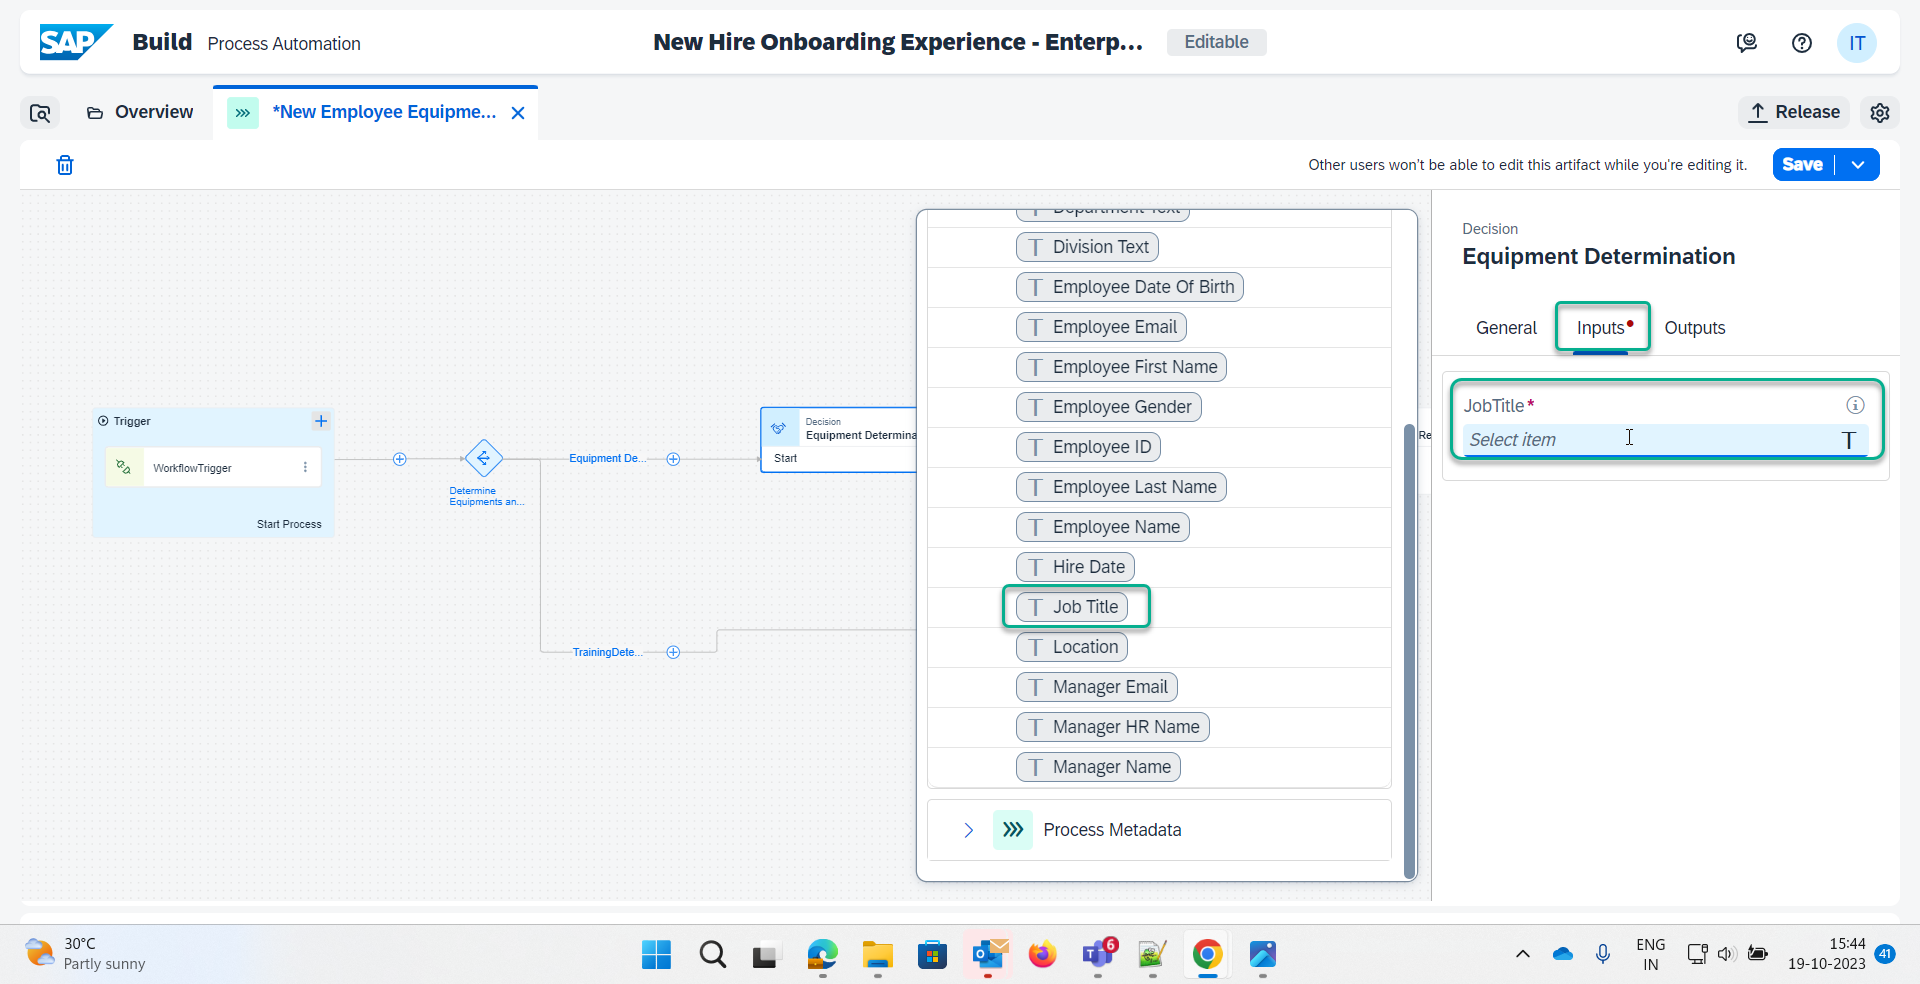 SAP Build Process Automation
New Hire Onboarding Experience - Enterp...
Editable
IT
Overview
*New Employee Equipme...
Release
Other users won't be able to edit this artifact while you're editing it.
Save
Trigger
WorkflowTrigger
Start Process
Determine
Equipments an...
Equipment De...
TrainingDete...
Decision
Equipment Determina
Start
Department Text
Division Text
Employee Date Of Birth
Employee Email
Employee First Name
Employee Gender
Employee ID
Employee Last Name
Employee Name
Hire Date
Job Title
Location
Manager Email
Manager HR Name
Manager Name
Process Metadata
Re
Decision
Equipment Determination
General
Inputs
Outputs
JobTitle*
Select item
30°C
Partly sunny
6
ENG
IN
15:44
19-10-2023
41